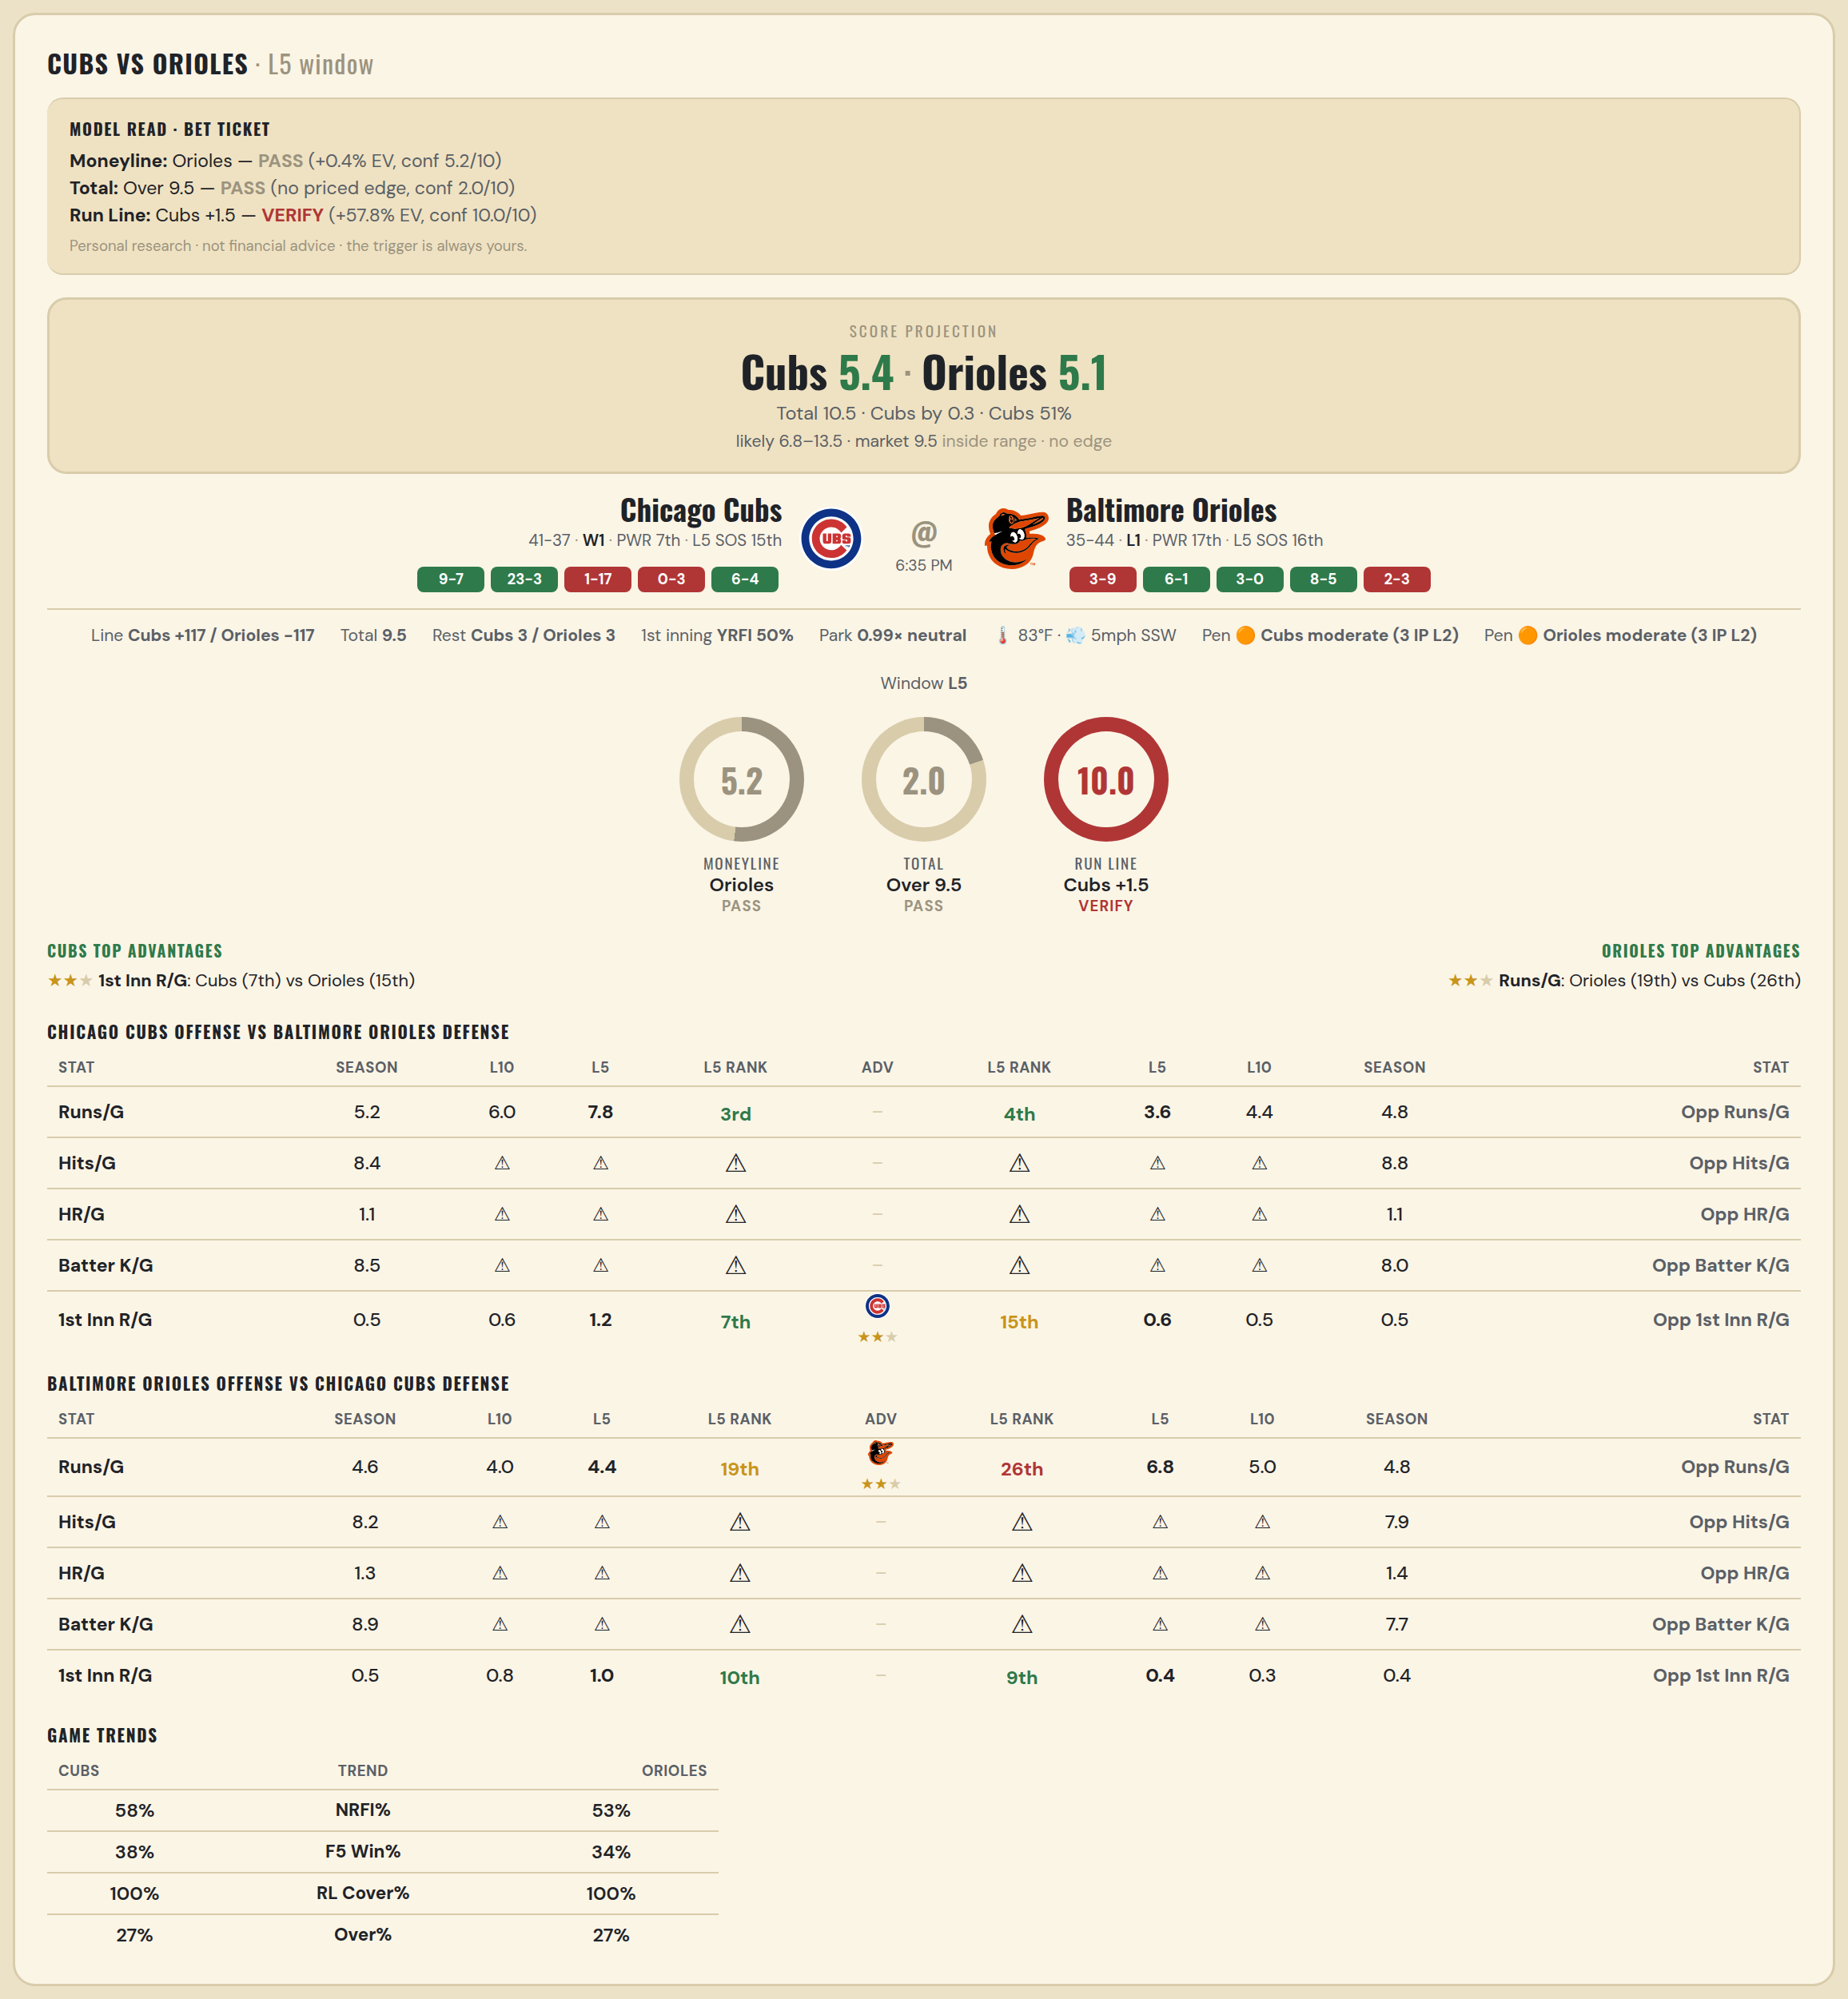 CUBS VS ORIOLES · L5 window
MODEL READ · BET TICKET
Moneyline: Orioles — PASS (+0.4% EV, conf 5.2/10)
Total: Over 9.5 — PASS (no priced edge, conf 2.0/10)
Run Line: Cubs +1.5 — VERIFY (+57.8% EV, conf 10.0/10)
Personal research · not financial advice · the trigger is always yours.
SCORE PROJECTION
Cubs 5.4 · Orioles 5.1
Total 10.5 · Cubs by 0.3 · Cubs 51%
likely 6.8–13.5 · market 9.5 inside range · no edge
Chicago Cubs
41-37 · W1 · PWR 7th · L5 SOS 15th
9-7 23-3 1-17 0-3 6-4
CUBS
@
6:35 PM
Baltimore Orioles
35-44 · L1 · PWR 17th · L5 SOS 16th
3-9 6-1 3-0 8-5 2-3
Line Cubs +117 / Orioles -117 Total 9.5 Rest Cubs 3 / Orioles 3 1st inning YRFI 50% Park 0.99× neutral 🌡️ 83°F · 💨 5mph SSW Pen 🟠 Cubs moderate (3 IP L2) Pen 🟠 Orioles moderate (3 IP L2)
Window L5
5.2 2.0 10.0
MONEYLINE TOTAL RUN LINE
Orioles Over 9.5 Cubs +1.5
PASS PASS VERIFY
CUBS TOP ADVANTAGES
★★★ 1st Inn R/G: Cubs (7th) vs Orioles (15th)
ORIOLES TOP ADVANTAGES
★★★ Runs/G: Orioles (19th) vs Cubs (26th)
CHICAGO CUBS OFFENSE VS BALTIMORE ORIOLES DEFENSE
STAT SEASON L10 L5 L5 RANK ADV L5 RANK L5 L10 SEASON STAT
Runs/G 5.2 6.0 7.8 3rd – 4th 3.6 4.4 4.8 Opp Runs/G
Hits/G 8.4 ⚠ ⚠ ⚠ – ⚠ ⚠ ⚠ 8.8 Opp Hits/G
HR/G 1.1 ⚠ ⚠ ⚠ – ⚠ ⚠ ⚠ 1.1 Opp HR/G
Batter K/G 8.5 ⚠ ⚠ ⚠ – ⚠ ⚠ ⚠ 8.0 Opp Batter K/G
1st Inn R/G 0.5 0.6 1.2 7th CUBS ★★★ 15th 0.6 0.5 0.5 Opp 1st Inn R/G
BALTIMORE ORIOLES OFFENSE VS CHICAGO CUBS DEFENSE
STAT SEASON L10 L5 L5 RANK ADV L5 RANK L5 L10 SEASON STAT
Runs/G 4.6 4.0 4.4 19th ★★★ 26th 6.8 5.0 4.8 Opp Runs/G
Hits/G 8.2 ⚠ ⚠ ⚠ – ⚠ ⚠ ⚠ 7.9 Opp Hits/G
HR/G 1.3 ⚠ ⚠ ⚠ – ⚠ ⚠ ⚠ 1.4 Opp HR/G
Batter K/G 8.9 ⚠ ⚠ ⚠ – ⚠ ⚠ ⚠ 7.7 Opp Batter K/G
1st Inn R/G 0.5 0.8 1.0 10th – 9th 0.4 0.3 0.4 Opp 1st Inn R/G
GAME TRENDS
CUBS TREND ORIOLES
58% NRFI% 53%
38% F5 Win% 34%
100% RL Cover% 100%
27% Over% 27%